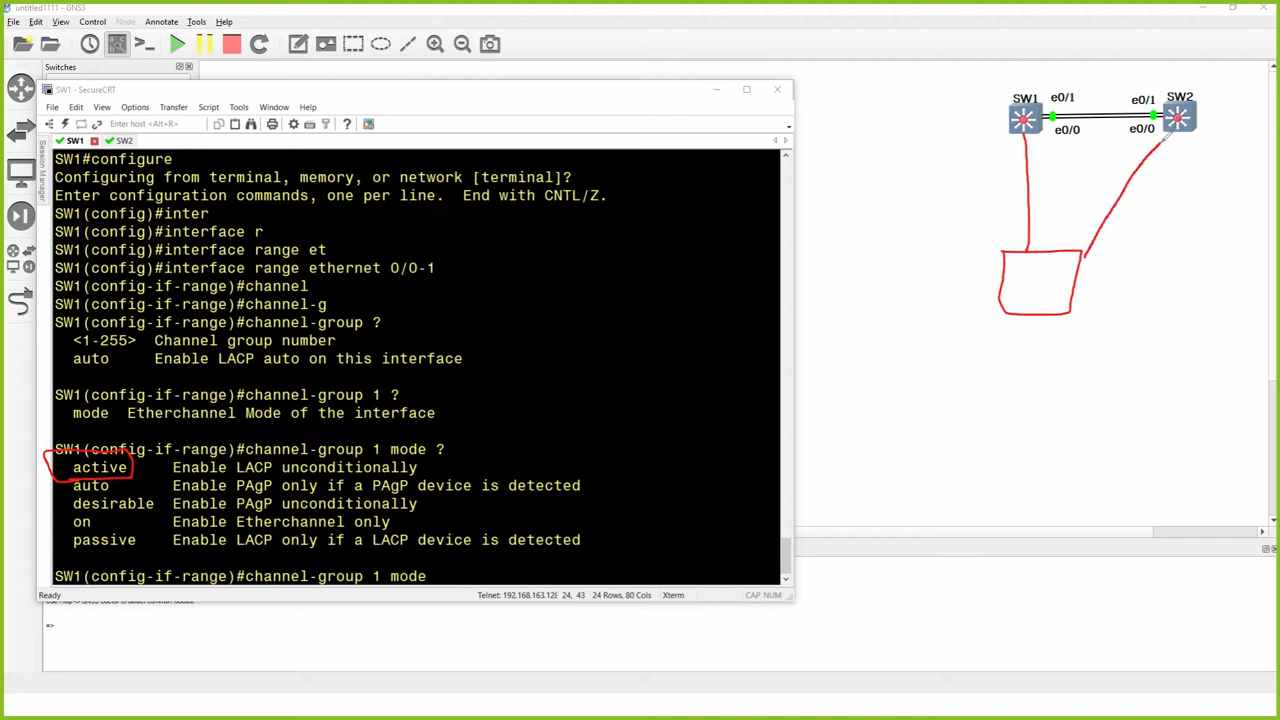 untitled1111 - GNS3
File Edit View Control Node Annotate Tools Help
Switches
SW1 - SecureCRT
File Edit View Options Transfer Script Tools Window Help
Enter host <Alt+R>
Session Manager
SW1 SW2
SW1#configure
Configuring from terminal, memory, or network [terminal]?
Enter configuration commands, one per line.  End with CNTL/Z.
SW1(config)#inter
SW1(config)#interface r
SW1(config)#interface range et
SW1(config)#interface range ethernet 0/0-1
SW1(config-if-range)#channel
SW1(config-if-range)#channel-g
SW1(config-if-range)#channel-group ?
<1-255>  Channel group number
auto     Enable LACP auto on this interface
SW1(config-if-range)#channel-group 1 ?
mode  Etherchannel Mode of the interface
SW1(config-if-range)#channel-group 1 mode ?
active     Enable LACP unconditionally
auto       Enable PAgP only if a PAgP device is detected
desirable  Enable PAgP unconditionally
on         Enable Etherchannel only
passive    Enable LACP only if a LACP device is detected
SW1(config-if-range)#channel-group 1 mode
Ready Telnet: 192.168.163.128 24, 43 24 Rows, 80 Cols Xterm CAP NUM
=>
SW1 e0/1 e0/1 SW2
e0/0 e0/0